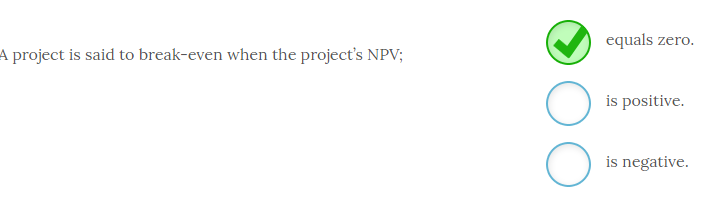 A project is said to break-even when the project's NPV;
equals zero.
is positive.
is negative.